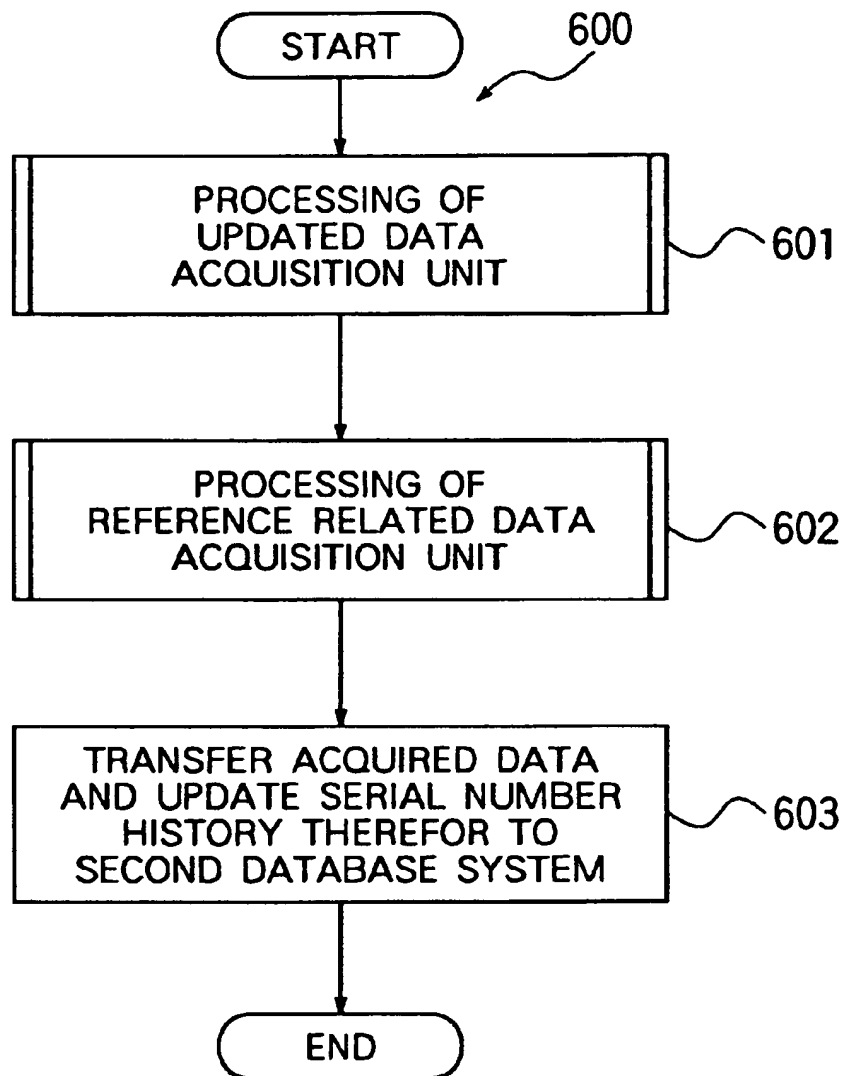 START
600
PROCESSING OF
UPDATED DATA
ACQUISITION UNIT
601
PROCESSING OF
REFERENCE RELATED DATA
ACQUISITION UNIT
602
TRANSFER ACQUIRED DATA
AND UPDATE SERIAL NUMBER
HISTORY THEREFOR TO
SECOND DATABASE SYSTEM
603
END